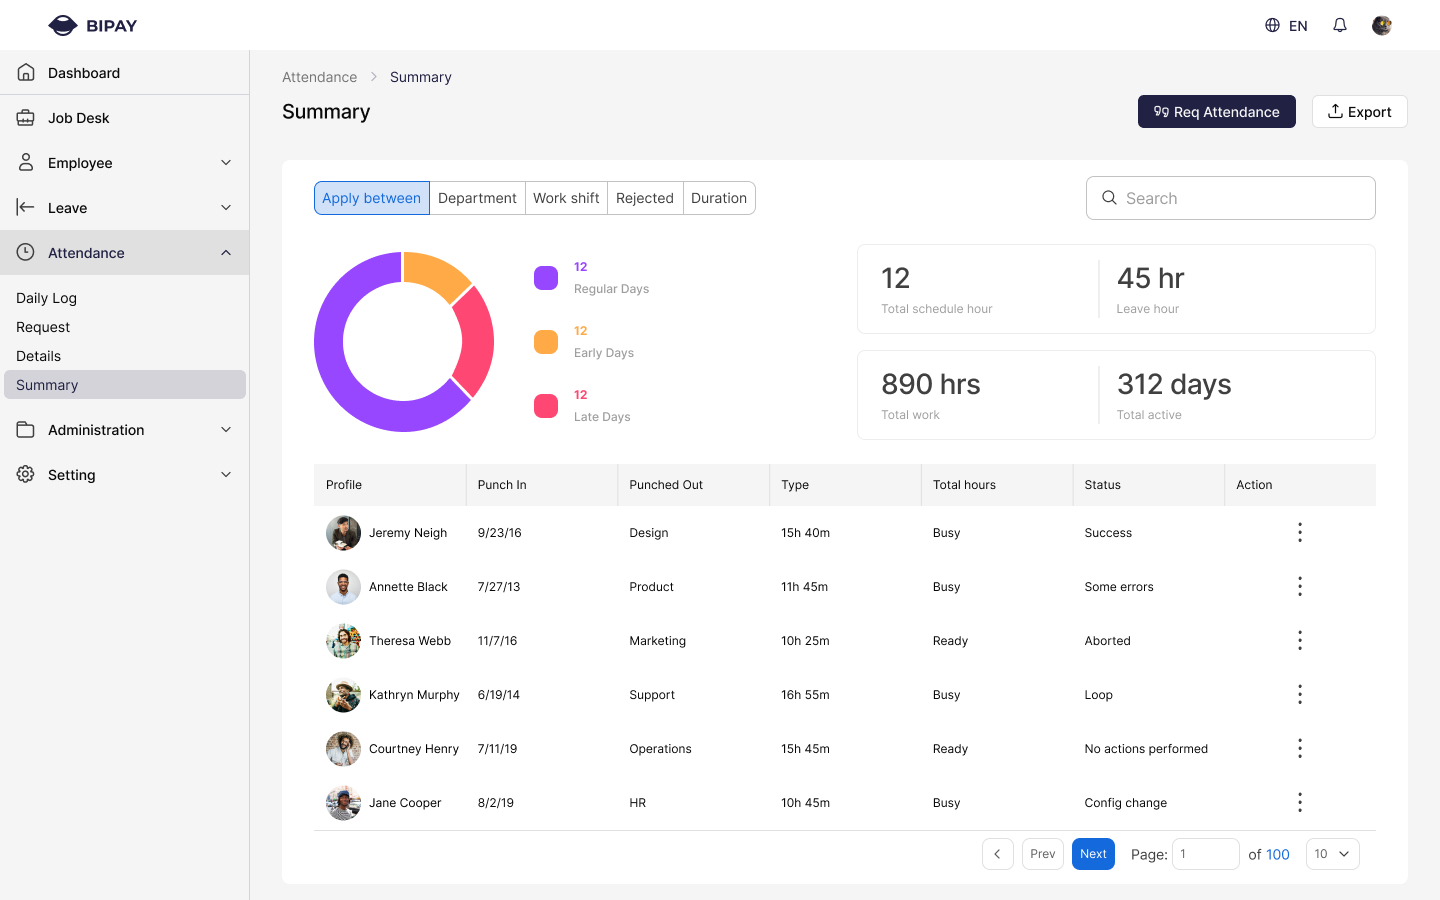 BIPAY
EN
Dashboard
Job Desk
Employee
Leave
Attendance
Daily Log
Request
Details
Summary
Administration
Setting
Attendance Summary
Summary
Req Attendance Export
Apply between Department Work shift Rejected Duration
Search
12
Regular Days
12
Early Days
12
Late Days
12
Total schedule hour
45 hr
Leave hour
890 hrs
Total work
312 days
Total active
Profile Punch In Punched Out Type Total hours Status Action
Jeremy Neigh 9/23/16 Design 15h 40m Busy Success
Annette Black 7/27/13 Product 11h 45m Busy Some errors
Theresa Webb 11/7/16 Marketing 10h 25m Ready Aborted
Kathryn Murphy 6/19/14 Support 16h 55m Busy Loop
Courtney Henry 7/11/19 Operations 15h 45m Ready No actions performed
Jane Cooper 8/2/19 HR 10h 45m Busy Config change
Prev Next Page: 1 of 100 10